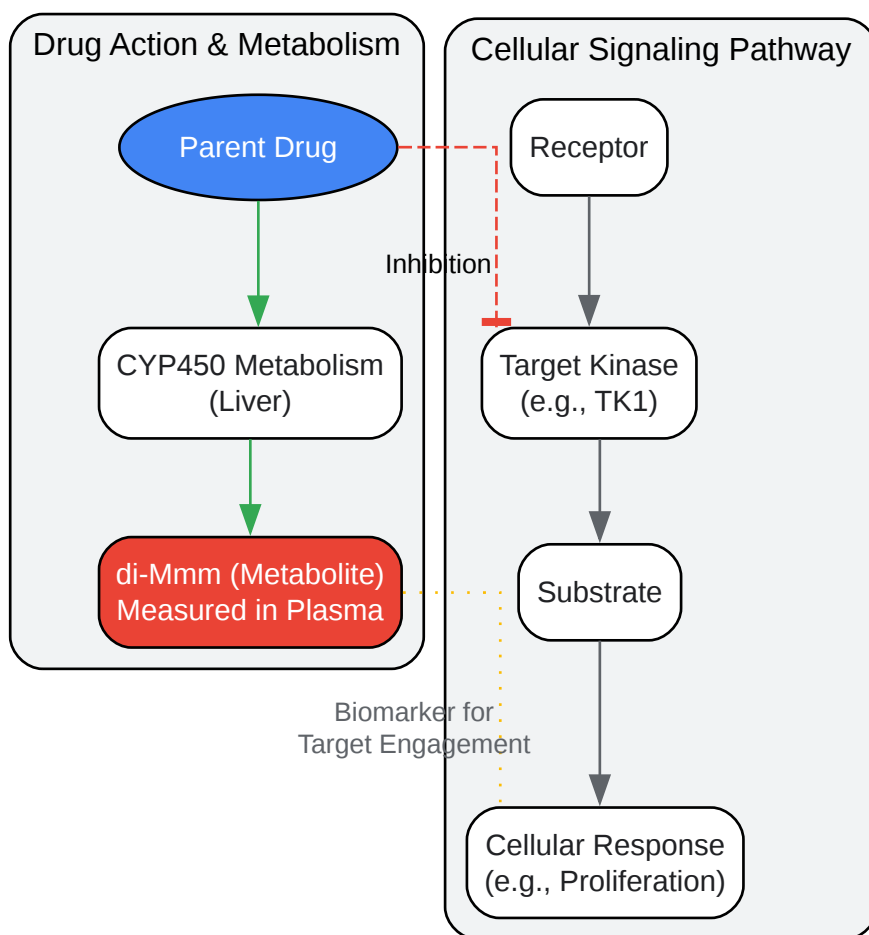 Drug Action & Metabolism
Parent Drug
CYP450 Metabolism
(Liver)
di-Mmm (Metabolite)
Measured in Plasma
Inhibition
Biomarker for
Target Engagement
Cellular Signaling Pathway
Receptor
Target Kinase
(e.g., TK1)
Substrate
Cellular Response
(e.g., Proliferation)